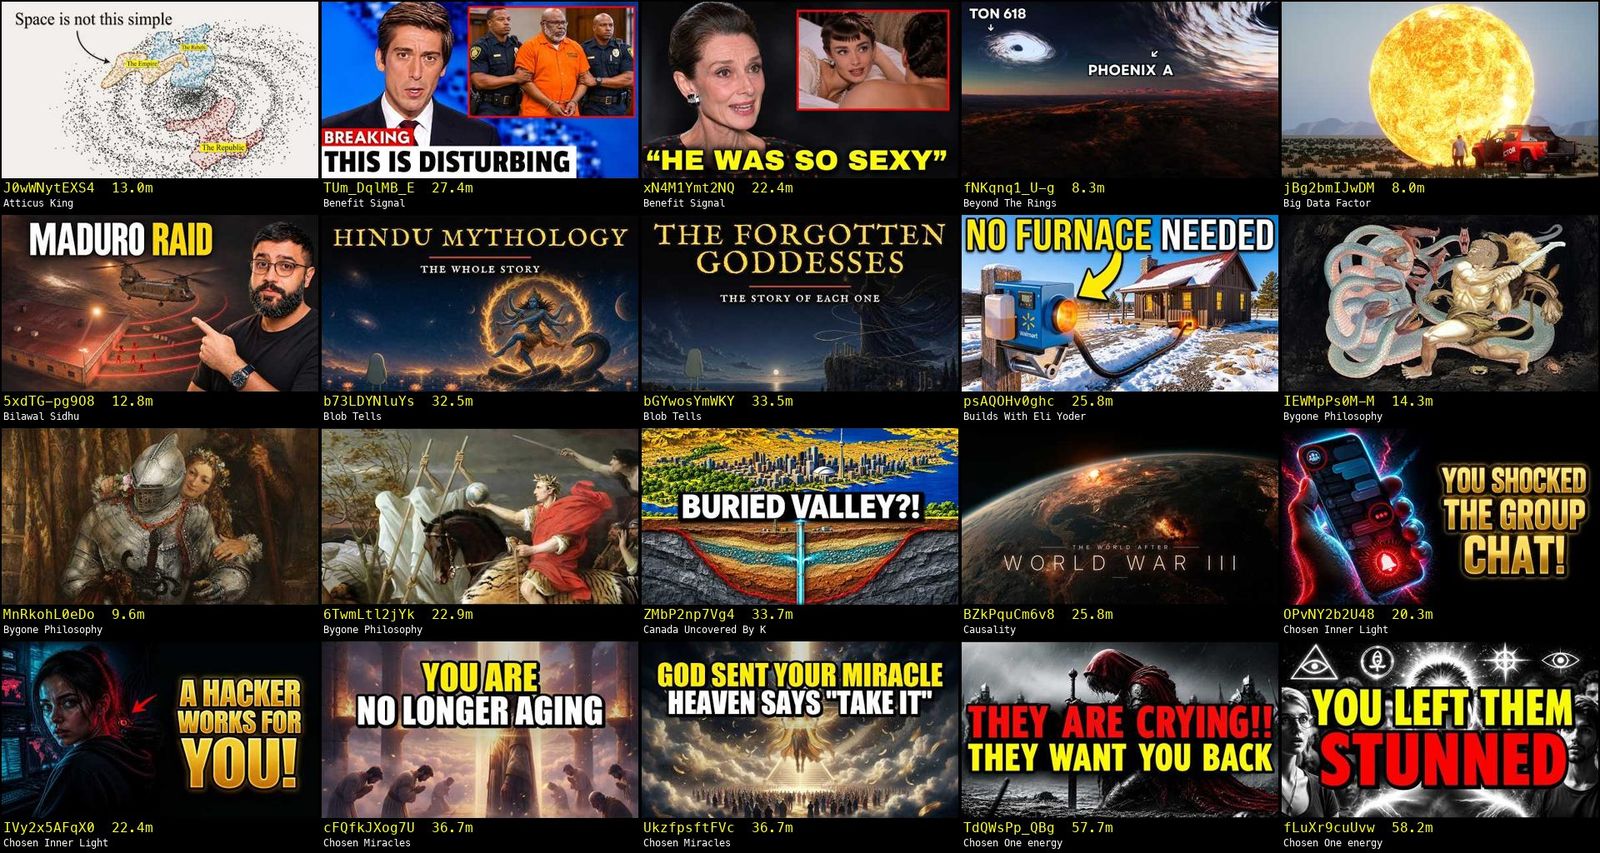 Space is not this simple
The Rebels
The Empire
The Republic
J0wWNytEXS4 13.0m
Atticus King
BREAKING
THIS IS DISTURBING
TUm_DqlMB_E 27.4m
Benefit Signal
“HE WAS SO SEXY”
xN4M1Ymt2NQ 22.4m
Benefit Signal
TON 618
PHOENIX A
fNKqnq1_U-g 8.3m
Beyond The Rings
jBg2bmIJwDM 8.0m
Big Data Factor
MADURO RAID
5xdTG-pg9O8 12.8m
Bilawal Sidhu
HINDU MYTHOLOGY
THE WHOLE STORY
b73LDYNluYs 32.5m
Blob Tells
THE FORGOTTEN
GODDESSES
THE STORY OF EACH ONE
bGYwosYmWKY 33.5m
Blob Tells
NO FURNACE NEEDED
Walmart
psAQOHv0ghc 25.8m
Builds With Eli Yoder
IEWMpPs0M-M 14.3m
Bygone Philosophy
MnRkohL0eDo 9.6m
Bygone Philosophy
6TwmLtl2jYk 22.9m
Bygone Philosophy
BURIED VALLEY?!
ZMbP2np7Vg4 33.7m
Canada Uncovered By K
THE WORLD AFTER
WORLD WAR III
BZkPquCm6v8 25.8m
Causality
YOU SHOCKED
THE GROUP
CHAT!
OPvNY2b2U48 20.3m
Chosen Inner Light
A HACKER
WORKS FOR
YOU!
IVy2x5AFqX0 22.4m
Chosen Inner Light
YOU ARE
NO LONGER AGING
cFQfkJXog7U 36.7m
Chosen Miracles
GOD SENT YOUR MIRACLE
HEAVEN SAYS "TAKE IT"
UkzfpsftFVc 36.7m
Chosen Miracles
THEY ARE CRYING!!
THEY WANT YOU BACK
TdQWsPp_QBg 57.7m
Chosen One energy
YOU LEFT THEM
STUNNED
fLuXr9cuUvw 58.2m
Chosen One energy